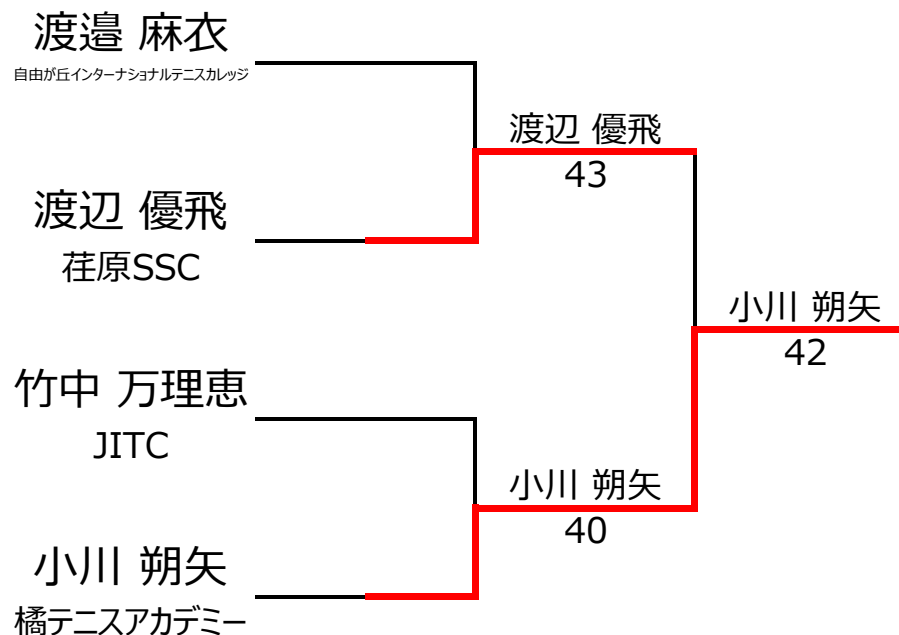 渡邉 麻衣
自由が丘インターナショナルテニスカレッジ
渡辺 優飛
43
渡辺 優飛
荏原SSC
小川 朔矢
42
竹中 万理恵
JITC
小川 朔矢
40
小川 朔矢
橘テニスアカデミー